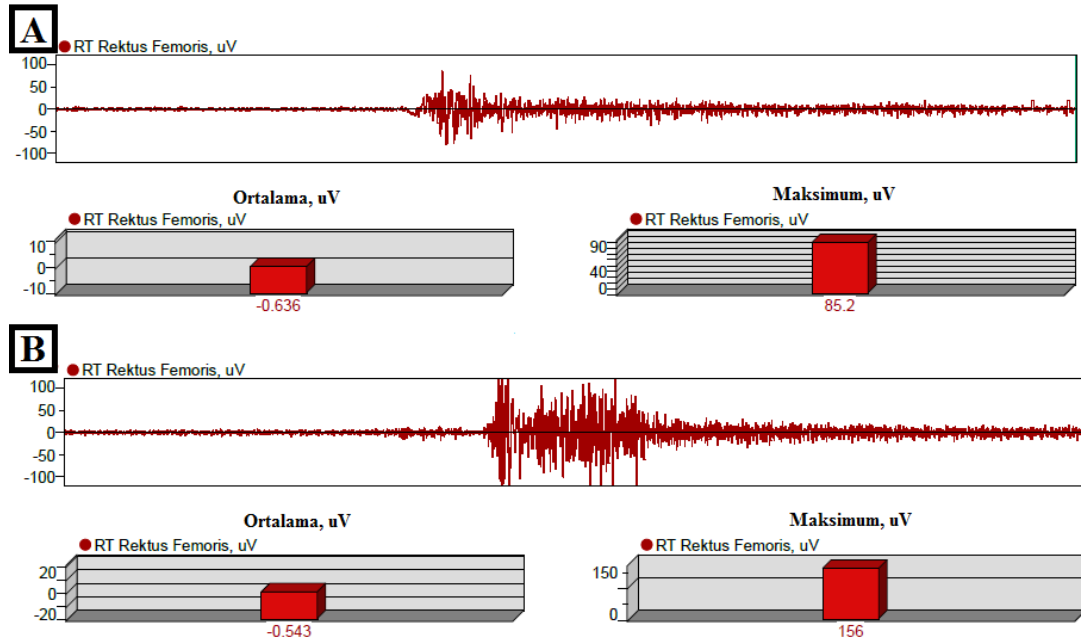 A
RT Rektus Femoris, uV
100
50
0
-50
-100
Ortalama, uV
RT Rektus Femoris, uV
10
0
-10
-0.636
Maksimum, uV
RT Rektus Femoris, uV
90
40
0
85.2
B
RT Rektus Femoris, uV
100
50
0
-50
-100
Ortalama, uV
RT Rektus Femoris, uV
20
0
-20
-0.543
Maksimum, uV
RT Rektus Femoris, uV
150
0
156